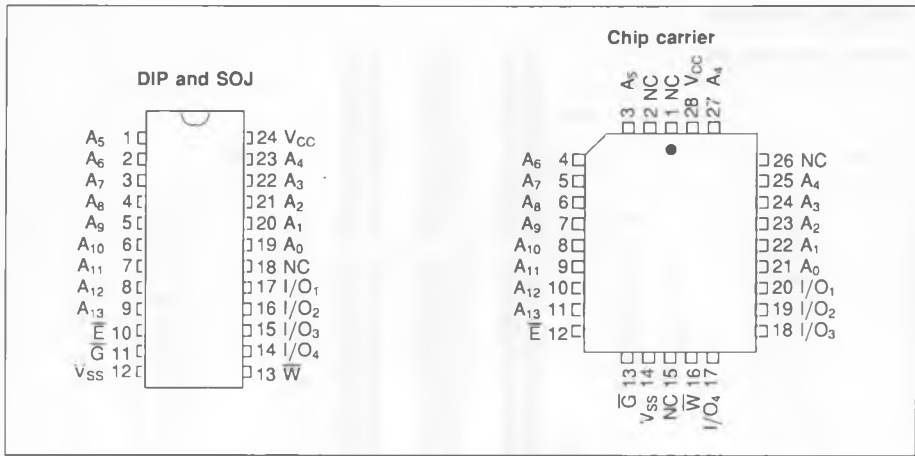 DIP and SOJ
A5 1 24 VCC
A6 2 23 A4
A7 3 22 A3
A8 4 21 A2
A9 5 20 A1
A10 6 19 A0
A11 7 18 NC
A12 8 17 I/O1
A13 9 16 I/O2
E̅ 10 15 I/O3
G̅ 11 14 I/O4
VSS 12 13 W̅
Chip carrier
3 A5
2 NC
1 NC
28 VCC
27 A4
A6 4 26 NC
A7 5 25 A4
A8 6 24 A3
A9 7 23 A2
A10 8 22 A1
A11 9 21 A0
A12 10 20 I/O1
A13 11 19 I/O2
E̅ 12 18 I/O3
G̅ 13
VSS 14
NC 15
W̅ 16
I/O4 17